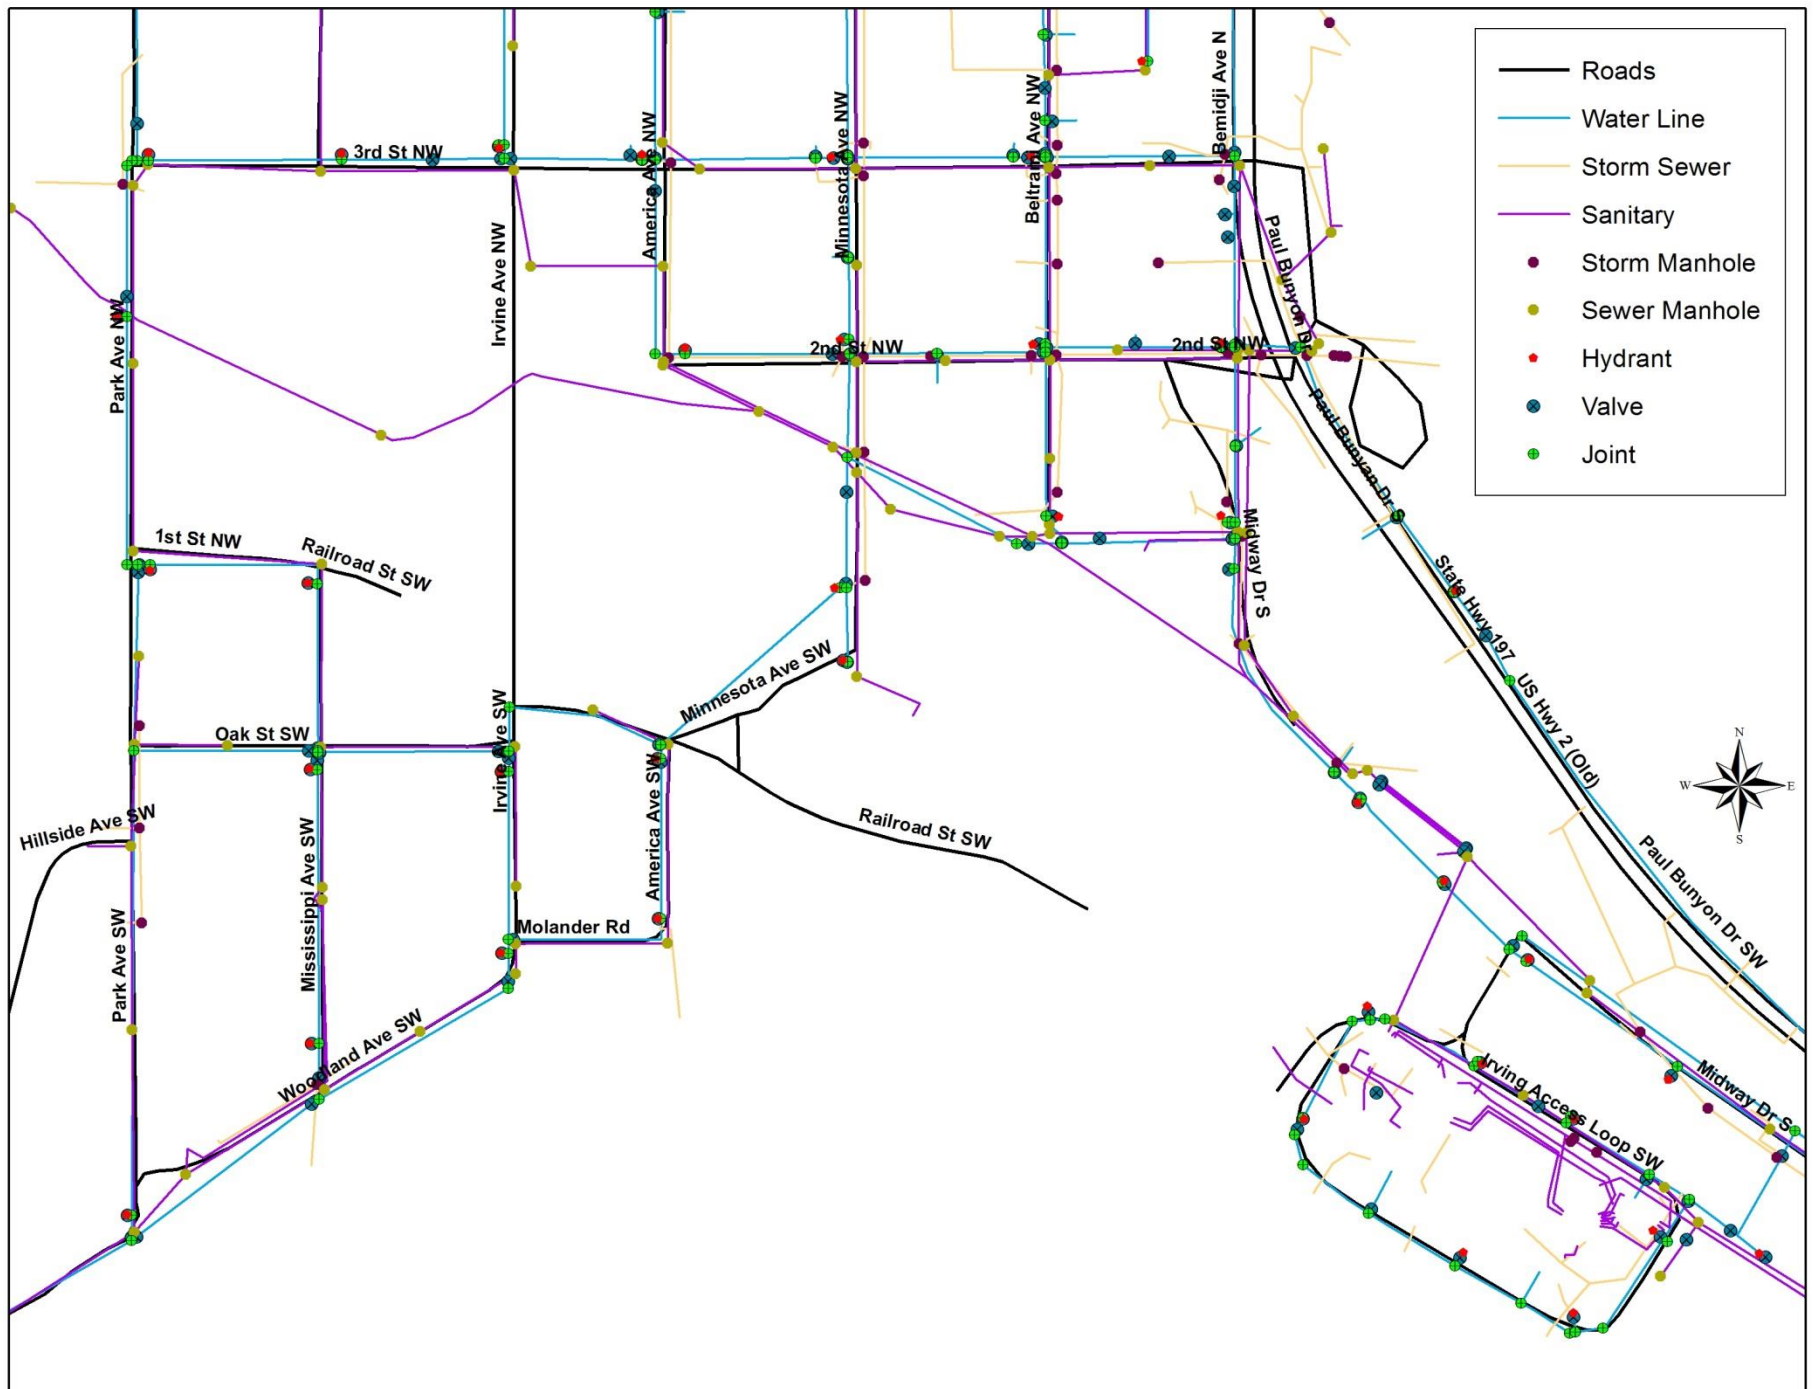 Roads
Water Line
Storm Sewer
Sanitary
Storm Manhole
Sewer Manhole
Hydrant
Valve
Joint
Bemidji Ave N
3rd St NW
America Ave NW
Minnesota Ave NW
Beltrami Ave NW
Irvine Ave NW
Park Ave NW
Paul Bunyon Dr
2nd St NW
2nd St NW
Paul Bunyan Dr S
1st St NW
Railroad St SW
Midway Dr S
State Hwy 197
US Hwy 2 (Old)
Minnesota Ave SW
Oak St SW
Irvine Ave SW
America Ave SW
N
W
E
S
Hillside Ave SW
Railroad St SW
Mississippi Ave SW
Park Ave SW
Molander Rd
Paul Bunyon Dr SW
Woodland Ave SW
Irving Access Loop SW
Midway Dr S